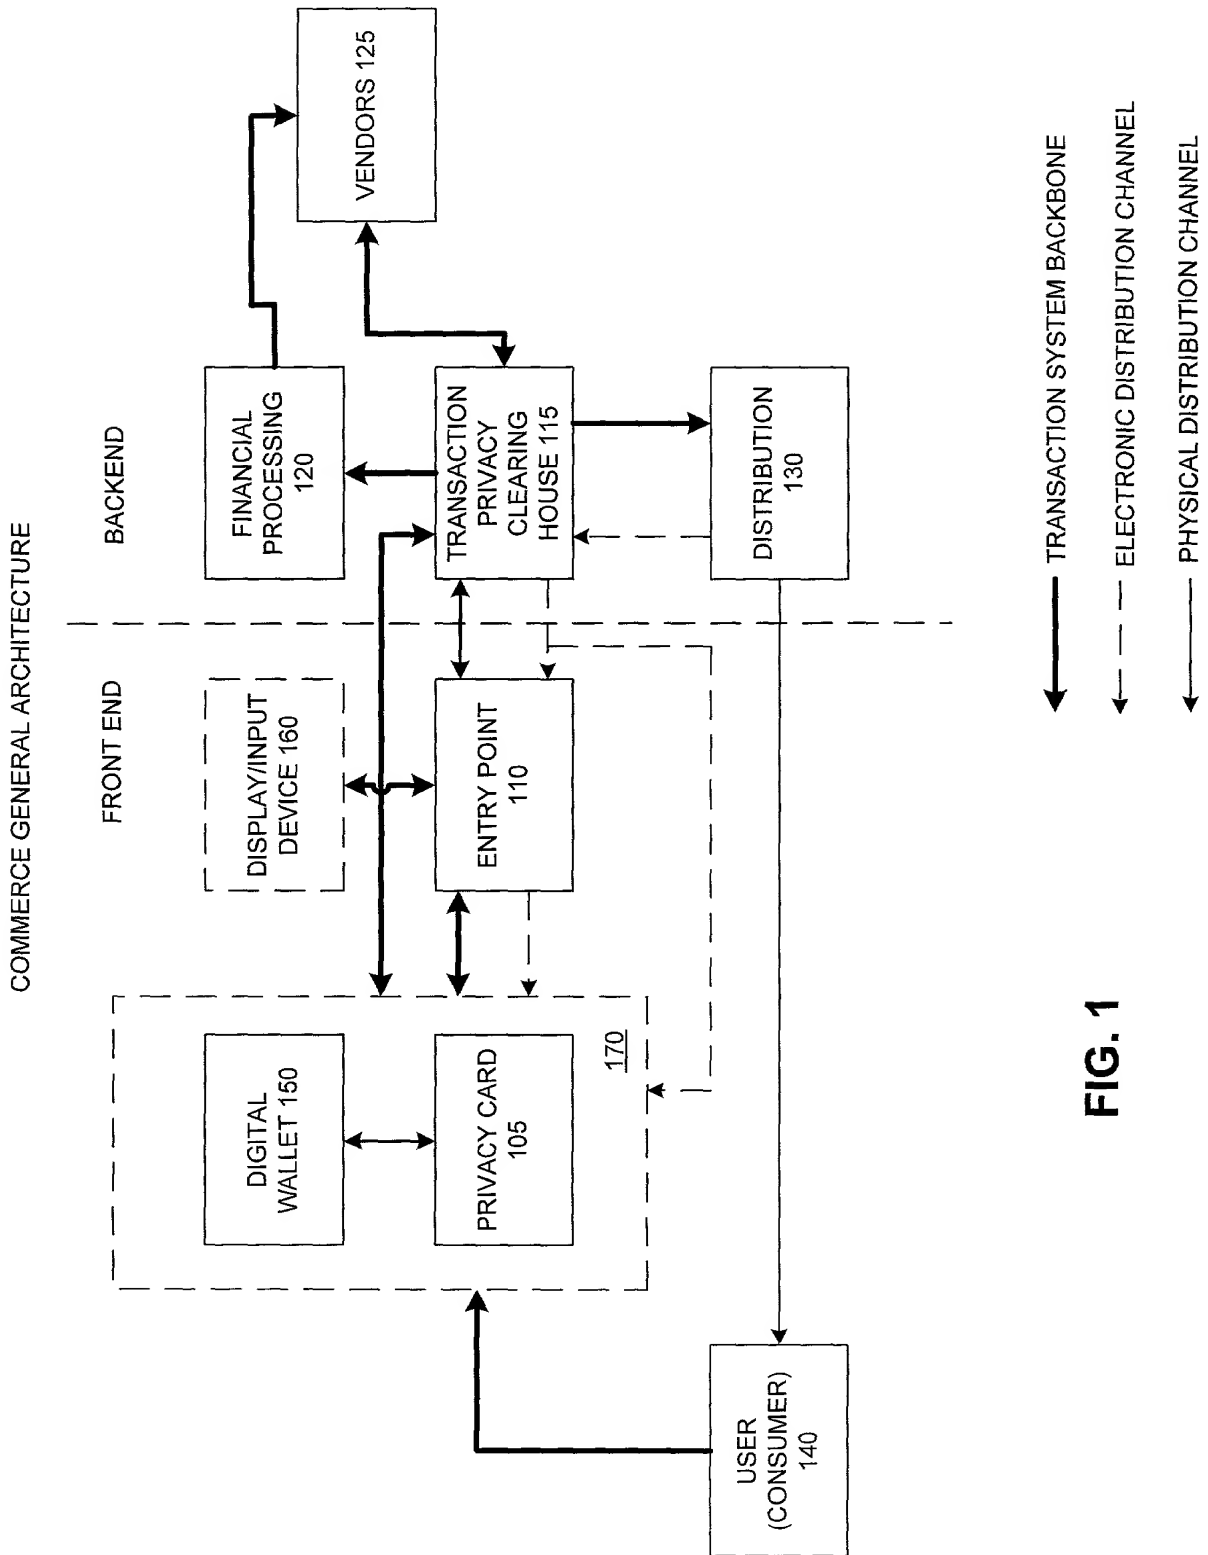 COMMERCE GENERAL ARCHITECTURE
FRONT END
BACKEND
DIGITAL
WALLET 150
PRIVACY CARD
105
170
DISPLAY/INPUT
DEVICE 160
ENTRY POINT
110
FINANCIAL
PROCESSING
120
TRANSACTION
PRIVACY
CLEARING
HOUSE 115
VENDORS 125
DISTRIBUTION
130
USER
(CONSUMER)
140
TRANSACTION SYSTEM BACKBONE
ELECTRONIC DISTRIBUTION CHANNEL
PHYSICAL DISTRIBUTION CHANNEL
FIG. 1